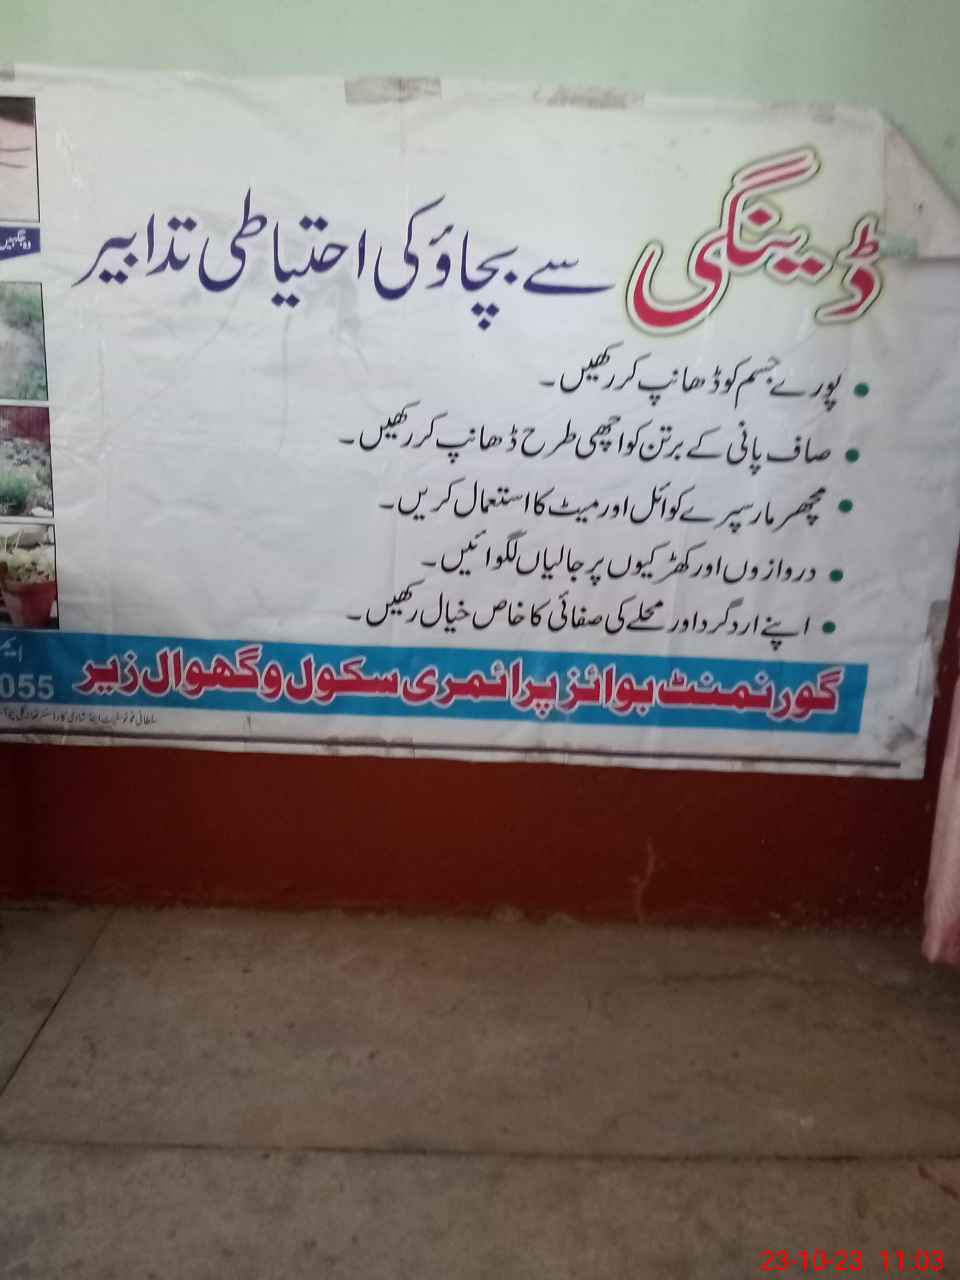 ڈینگی سے بچاؤ کی احتیاطی تدابیر
● پورے جسم کو ڈھانپ کر رکھیں۔
● صاف پانی کے برتن کو اچھی طرح ڈھانپ کر رکھیں۔
● مچھر مار سپرے کوائل اور میٹ کا استعمال کریں۔
● دروازوں اور کھڑکیوں پر جالیاں لگوائیں۔
● اپنے ارد گرد اور محلے کی صفائی کا خاص خیال رکھیں۔
گورنمنٹ بوائز پرائمری سکول وگھوال زیر
055
23-10-23 11:03